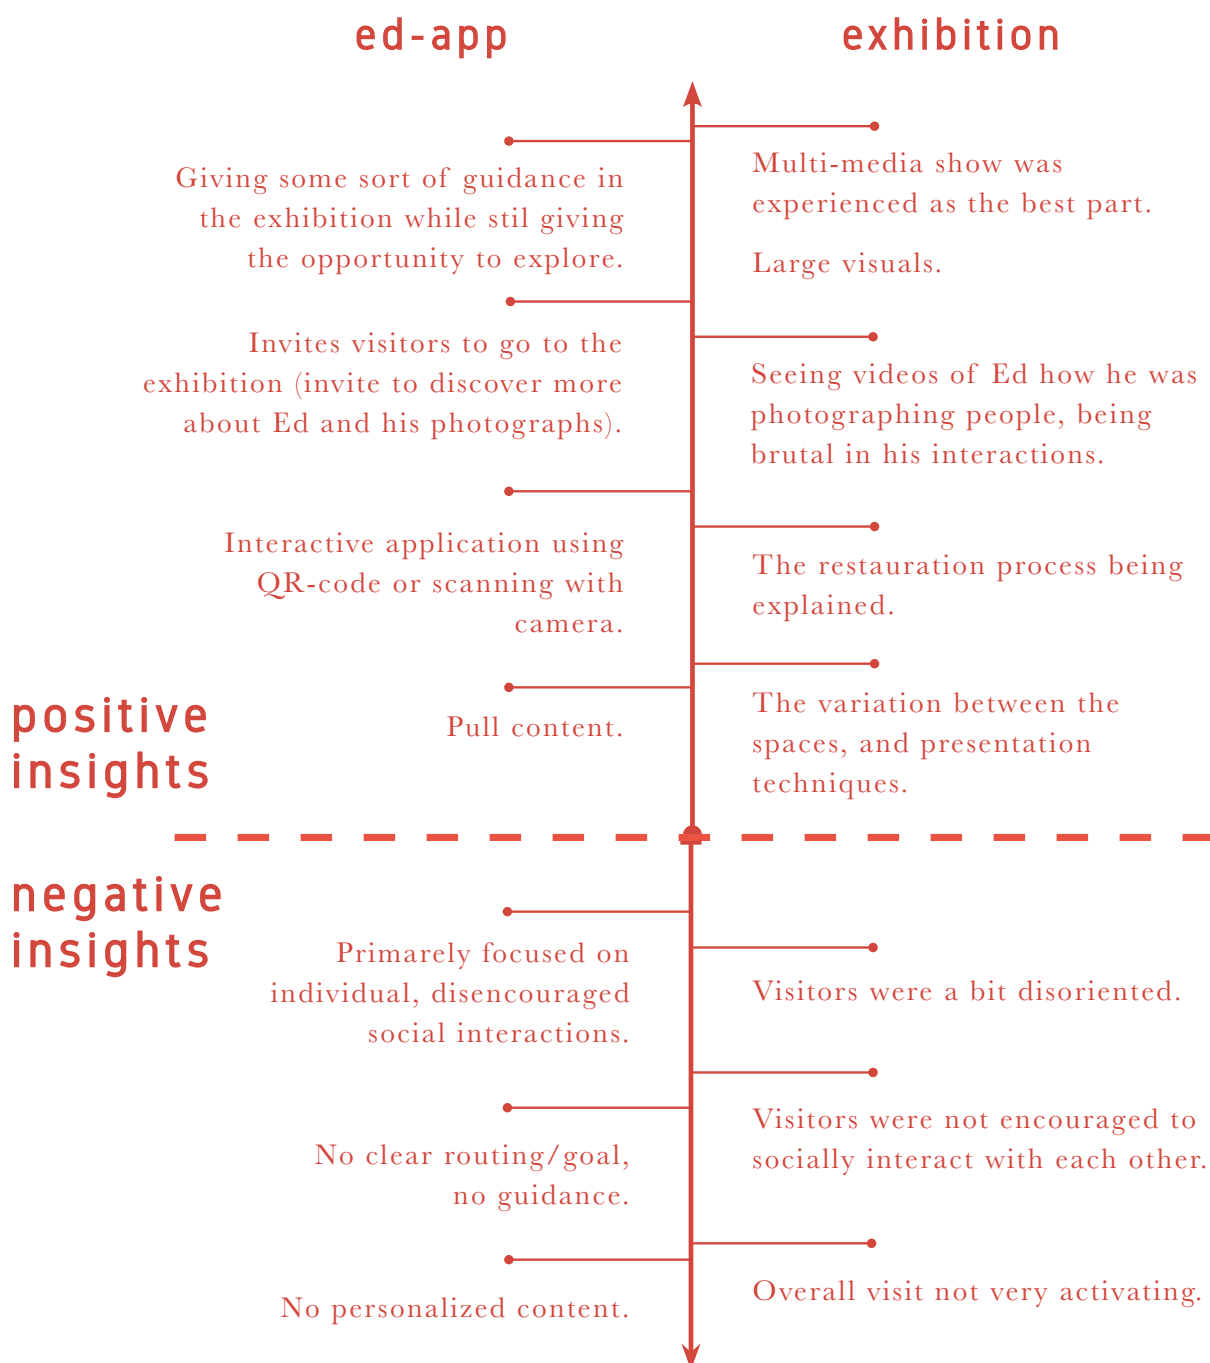 ed-app
exhibition
Giving some sort of guidance in
the exhibition while stil giving
the opportunity to explore.
Invites visitors to go to the
exhibition (invite to discover more
about Ed and his photographs).
Interactive application using
QR-code or scanning with
camera.
Pull content.
Multi-media show was
experienced as the best part.
Large visuals.
Seeing videos of Ed how he was
photographing people, being
brutal in his interactions.
The restauration process being
explained.
The variation between the
spaces, and presentation
techniques.
positive
insights
negative
insights
Primarely focused on
individual, disencouraged
social interactions.
No clear routing/goal,
no guidance.
No personalized content.
Visitors were a bit disoriented.
Visitors were not encouraged to
socially interact with each other.
Overall visit not very activating.